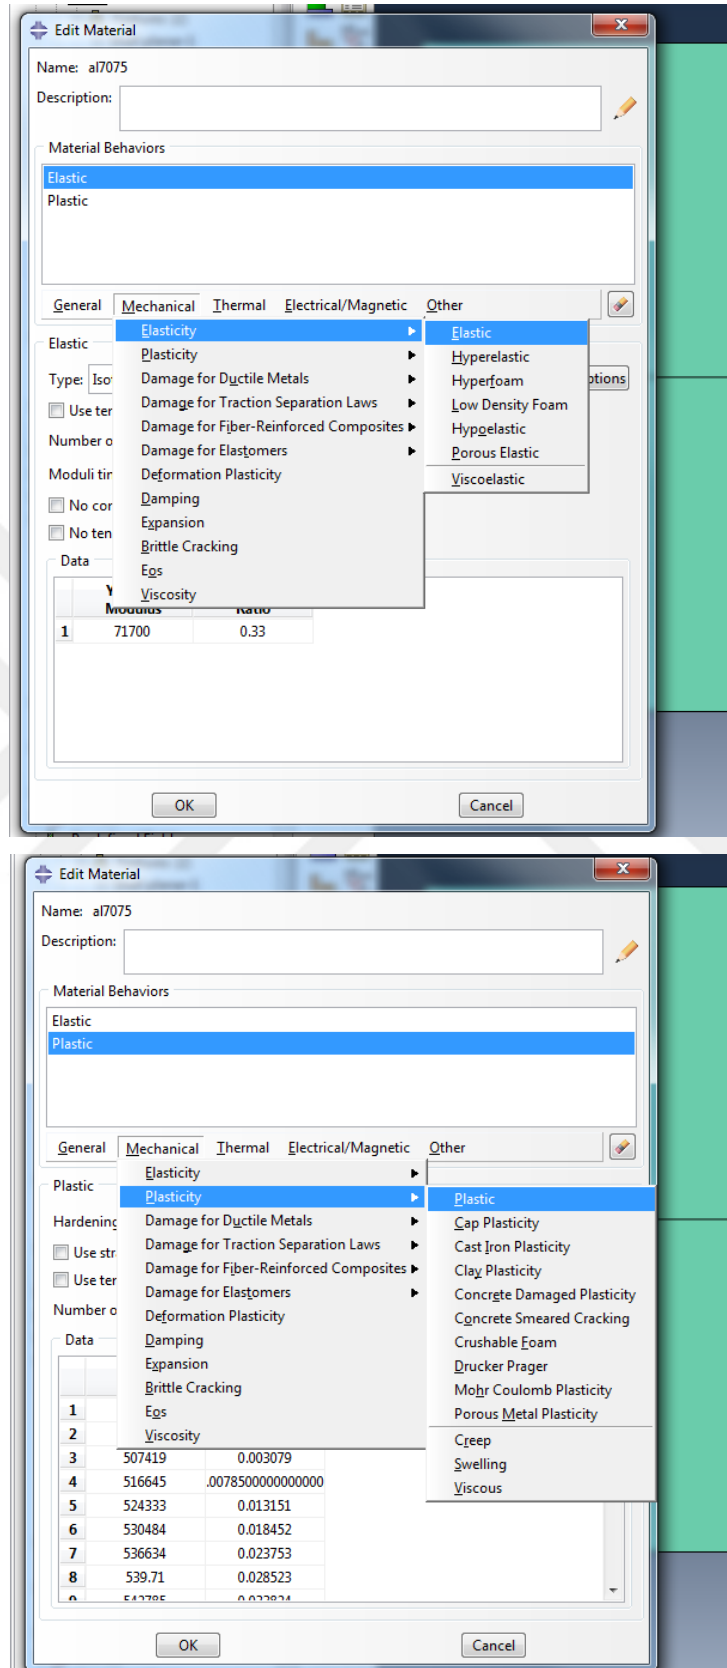 Edit Material
Name: al7075
Description:
Material Behaviors
Elastic
Plastic
General Mechanical Thermal Electrical/Magnetic Other
Elasticity
Plasticity
Damage for Ductile Metals
Damage for Traction Separation Laws
Damage for Fiber-Reinforced Composites
Damage for Elastomers
Deformation Plasticity
Damping
Expansion
Brittle Cracking
Eos
Viscosity
Elastic
Hyperelastic
Hyperfoam
Low Density Foam
Hypoelastic
Porous Elastic
Viscoelastic
Elastic
Type: Iso
ptions
Use ter
Number o
Moduli tir
No cor
No ten
Data
Modulus Ratio
1 71700 0.33
OK Cancel
Edit Material
Name: al7075
Description:
Material Behaviors
Elastic
Plastic
General Mechanical Thermal Electrical/Magnetic Other
Elasticity
Plasticity
Damage for Ductile Metals
Damage for Traction Separation Laws
Damage for Fiber-Reinforced Composites
Damage for Elastomers
Deformation Plasticity
Damping
Expansion
Brittle Cracking
Eos
Viscosity
Plastic
Cap Plasticity
Cast Iron Plasticity
Clay Plasticity
Concrete Damaged Plasticity
Concrete Smeared Cracking
Crushable Foam
Drucker Prager
Mohr Coulomb Plasticity
Porous Metal Plasticity
Creep
Swelling
Viscous
Plastic
Hardening
Use str
Use ter
Number o
Data
1
2
3 507419 0.003079
4 516645 .0078500000000000
5 524333 0.013151
6 530484 0.018452
7 536634 0.023753
8 539.71 0.028523
OK Cancel